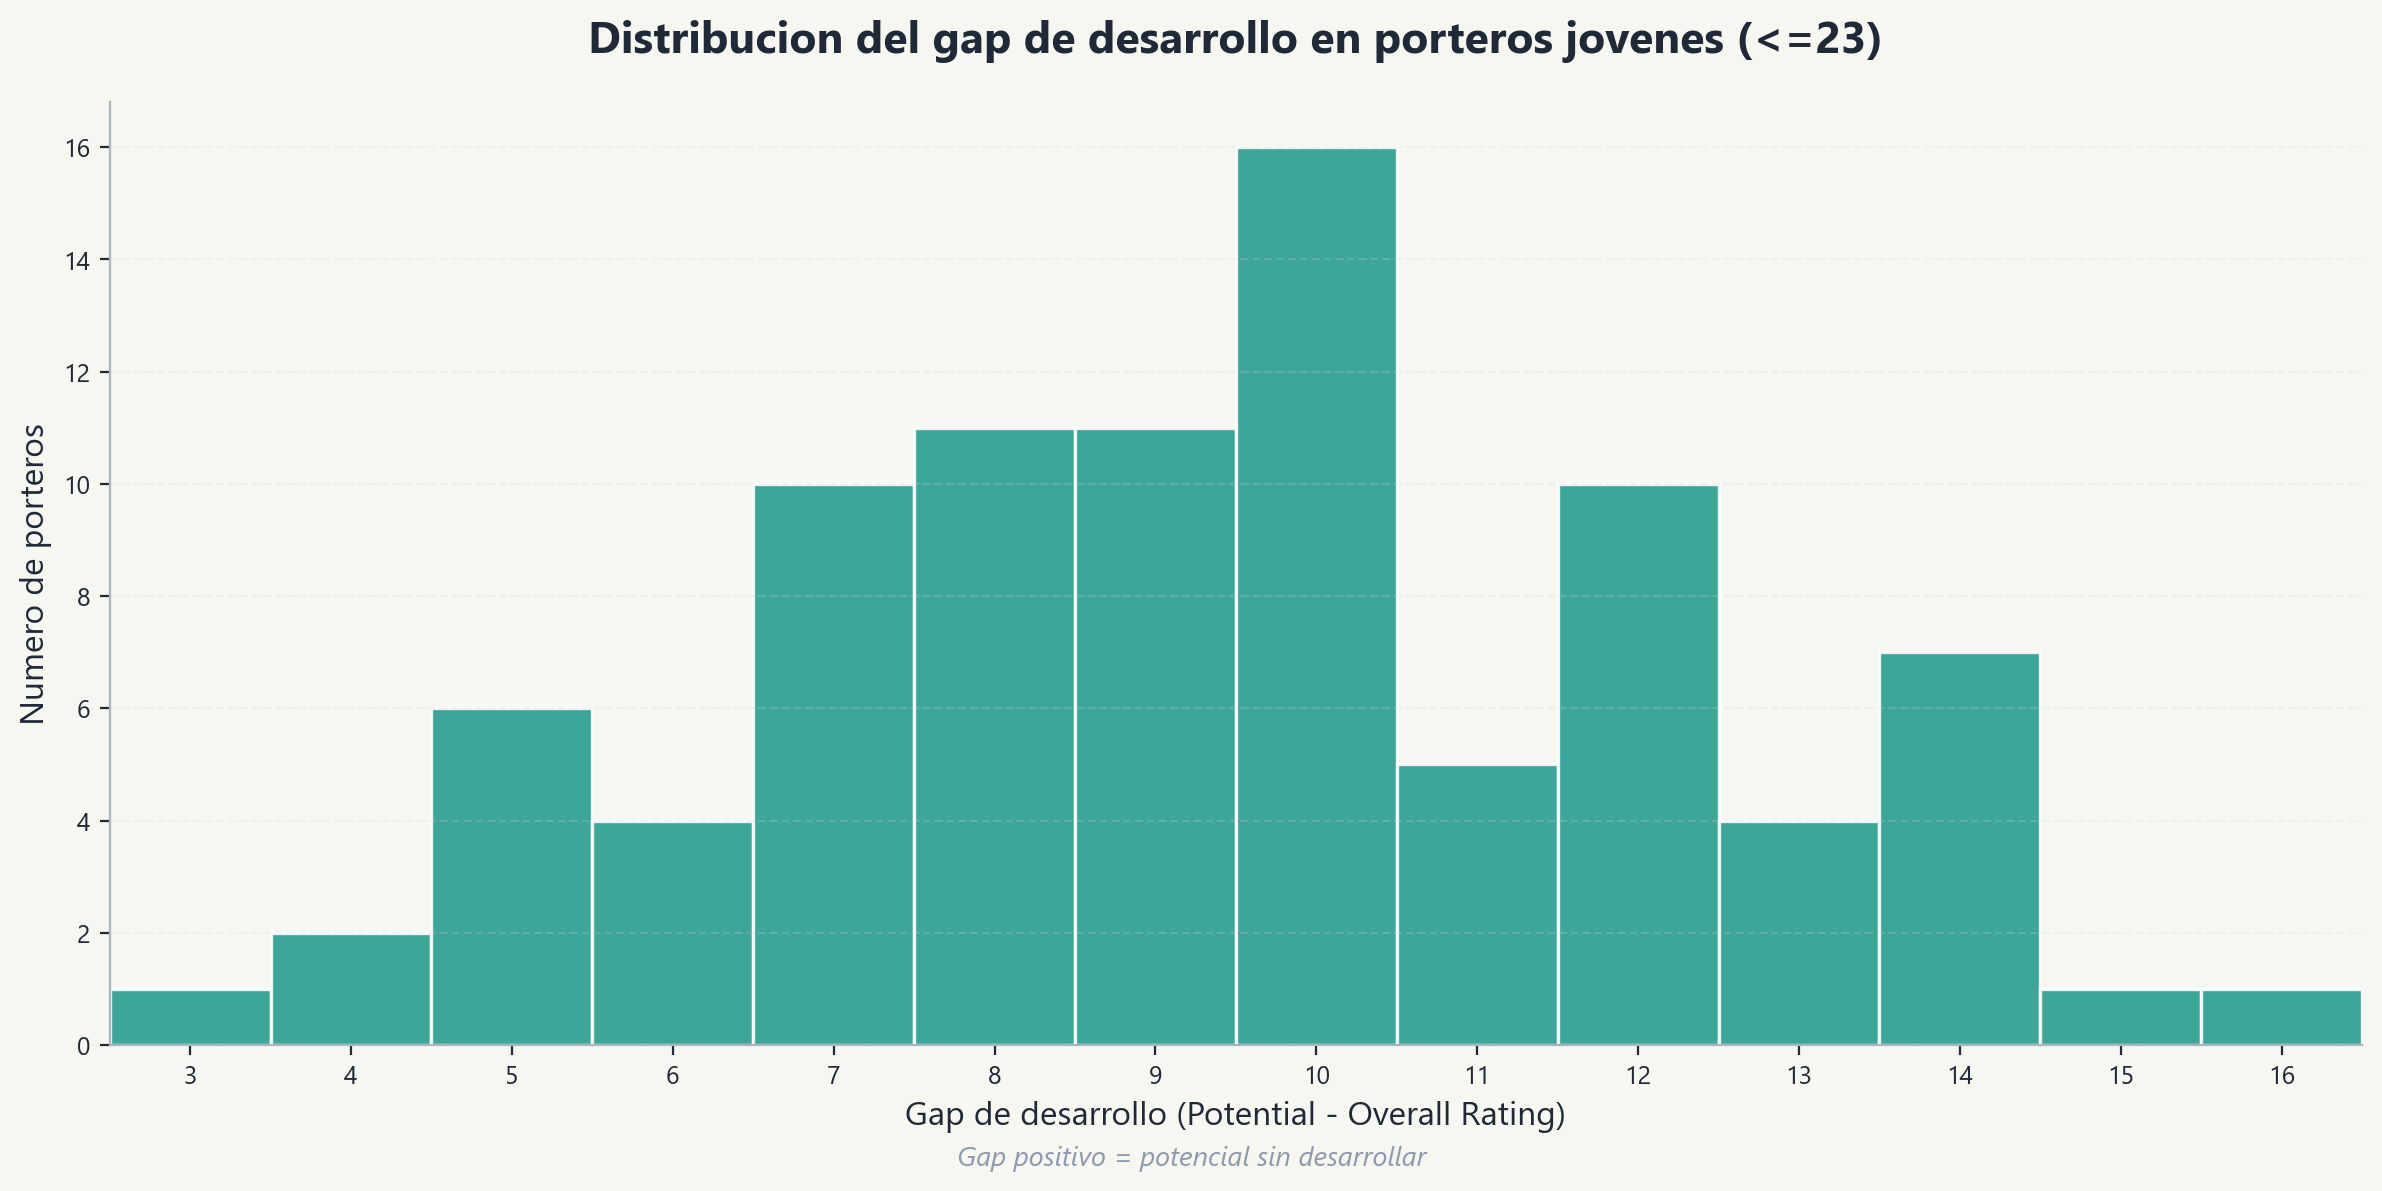 Distribucion del gap de desarrollo en porteros jovenes (<=23)
Numero de porteros
16
14
12
10
8
6
4
2
0
3 4 5 6 7 8 9 10 11 12 13 14 15 16
Gap de desarrollo (Potential - Overall Rating)
Gap positivo = potencial sin desarrollar